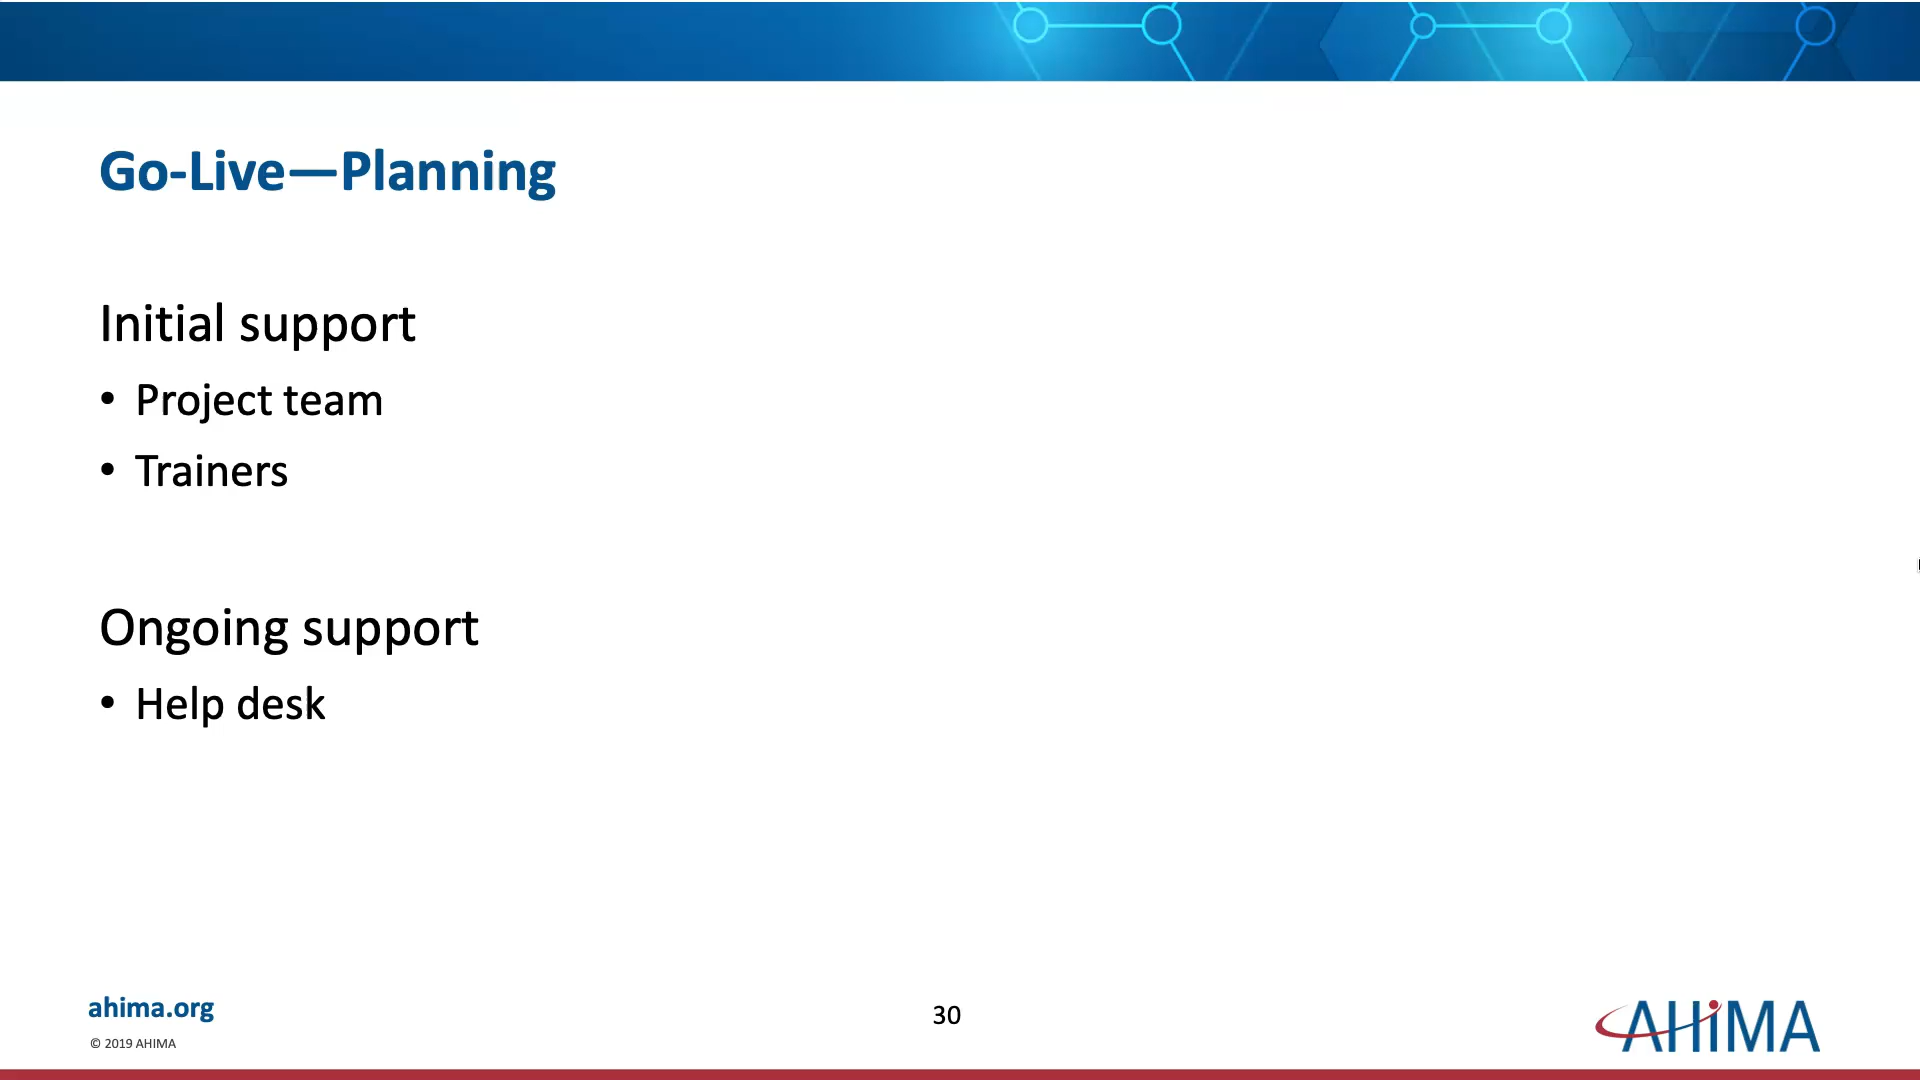 Go-Live—Planning
Initial support
• Project team
• Trainers
Ongoing support
• Help desk
ahima.org
© 2019 AHIMA
30
AHiMA